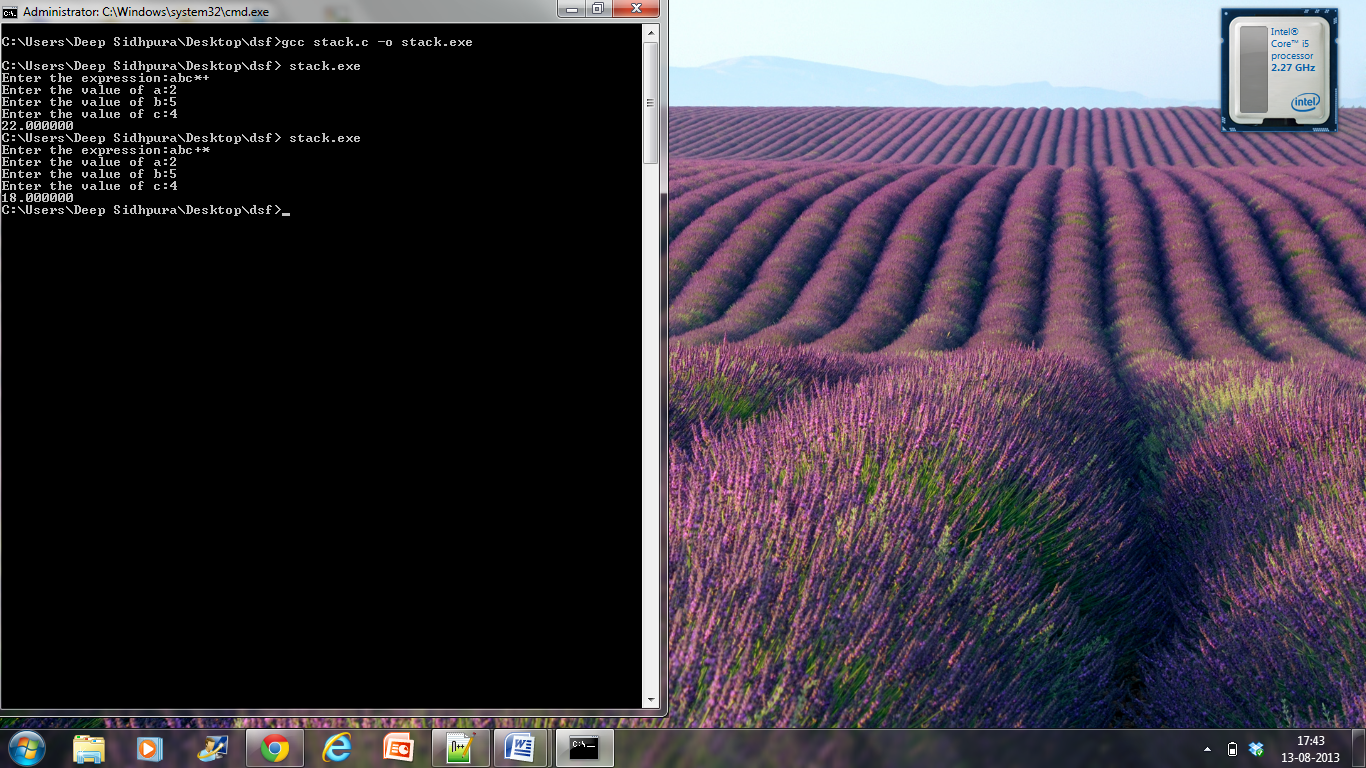 Administrator: C:\Windows\system32\cmd.exe
C:\Users\Deep Sidhpura\Desktop\dsf>gcc stack.c -o stack.exe
C:\Users\Deep Sidhpura\Desktop\dsf> stack.exe
Enter the expression:abc*+
Enter the value of a:2
Enter the value of b:5
Enter the value of c:4
22.000000
C:\Users\Deep Sidhpura\Desktop\dsf> stack.exe
Enter the expression:abc+*
Enter the value of a:2
Enter the value of b:5
Enter the value of c:4
18.000000
C:\Users\Deep Sidhpura\Desktop\dsf>_
Intel®
Core™ i5
processor
2.27 GHz
intel
17:43
13-08-2013